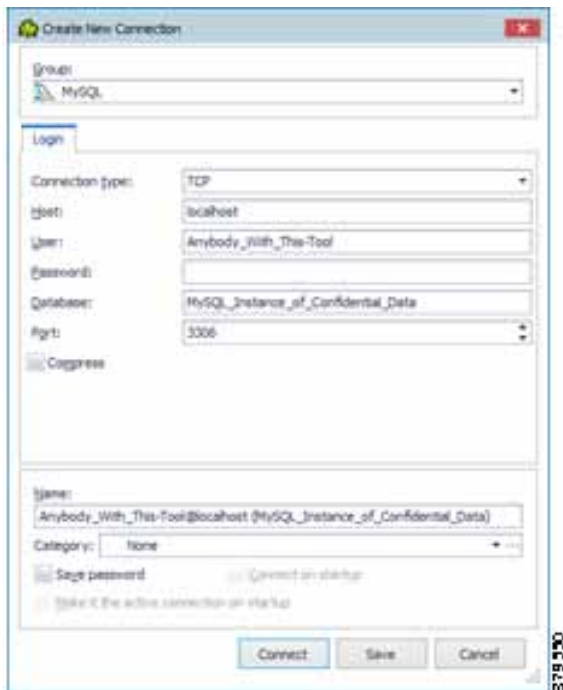 Create New Connection
Group:
MySQL
Login
Connection type: TCP
Host: localhost
User: Anybody_With_This-Tool
Password:
Database: MySQL_Instance_of_Confidential_Data
Port: 3306
Compress
Name:
Anybody_With_This-Tool@localhost (MySQL_Instance_of_Confidential_Data)
Category: None
Save password Connect on startup
Make it the active connection on startup
Connect Save Cancel